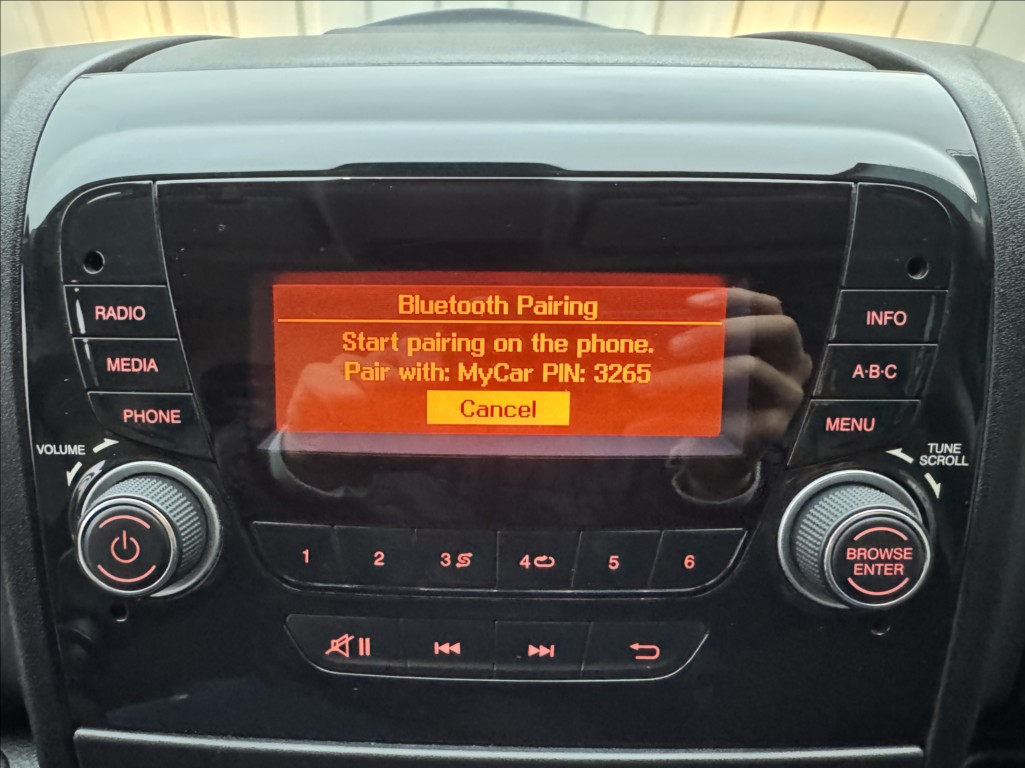 Bluetooth Pairing
Start pairing on the phone.
Pair with: MyCar PIN: 3265
Cancel
RADIO
MEDIA
PHONE
VOLUME
INFO
A·B·C
MENU
TUNE
SCROLL
BROWSE
ENTER
1
2
3
4
5
6